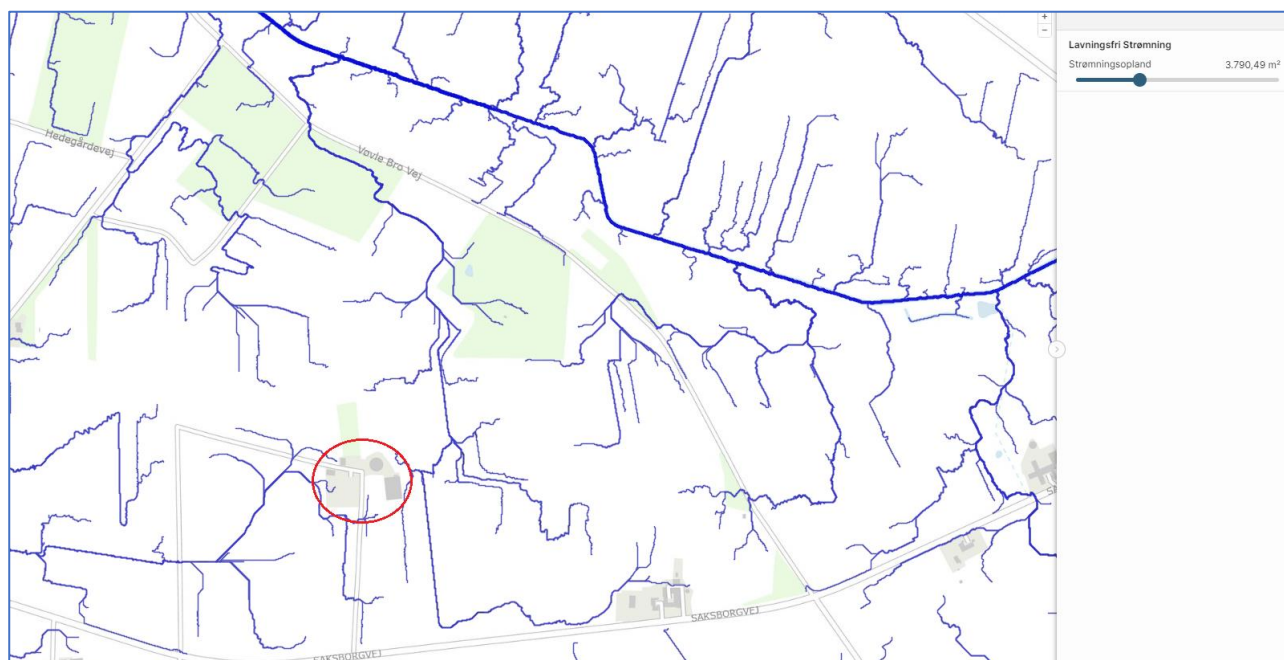 +
−
Lavningsfri Strømning
Strømningsopland 3.790,49 m²
Hedegårdevej
Vøvle Bro Vej
SAKSBORGVEJ
SAKSBORGVEJ